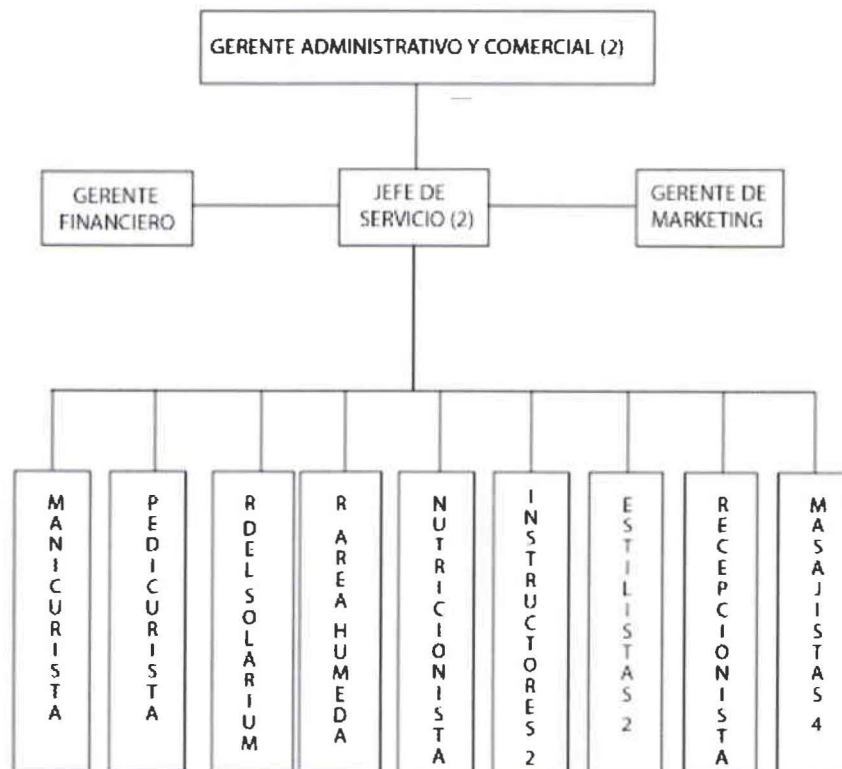 GERENTE ADMINISTRATIVO Y COMERCIAL (2)
GERENTE
FINANCIERO
JEFE DE
SERVICIO (2)
GERENTE DE
MARKETING
MANICURISTA
PEDICURISTA
R DEL SOLARIUM
R AREA HUMEDA
NUTRICIONISTA
INSTRUCTORES 2
ESTILISTAS 2
RECEPCIONISTA
MASAJISTAS 4